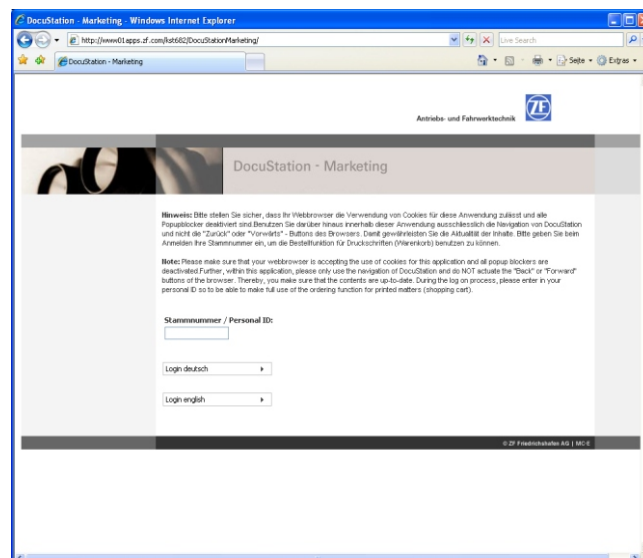 DocuStation - Marketing - Windows Internet Explorer
http://www01apps.zf.com/kst682/DocuStationMarketing/
Live Search
DocuStation - Marketing
Seite
Extras
Antriebs- und Fahrwerktechnik
ZF
DocuStation - Marketing
Hinweis: Bitte stellen Sie sicher, dass Ihr Webbrowser die Verwendung von Cookies für diese Anwendung zulässt und alle
Popupblocker deaktiviert sind.Benutzen Sie darüber hinaus innerhalb dieser Anwendung ausschliesslich die Navigation von DocuStation
und nicht die "Zurück" oder "Vorwärts" - Buttons des Browsers. Damit gewährleisten Sie die Aktualität der Inhalte. Bitte geben Sie beim
Anmelden Ihre Stammnummer ein, um die Bestellfunktion für Druckschriften (Warenkorb) benutzen zu können.
Note: Please make sure that your webbrowser is accepting the use of cookies for this application and all popup blockers are
deactivated.Further, within this application, please only use the navigation of DocuStation and do NOT actuate the "Back" or "Forward"
buttons of the browser. Thereby, you make sure that the contents are up-to-date. During the log on process, please enter in your
personal ID so to be able to make full use of the ordering function for printed matters (shopping cart).
Stammnummer / Personal ID:
Login deutsch
Login english
© ZF Friedrichshafen AG | MC-E